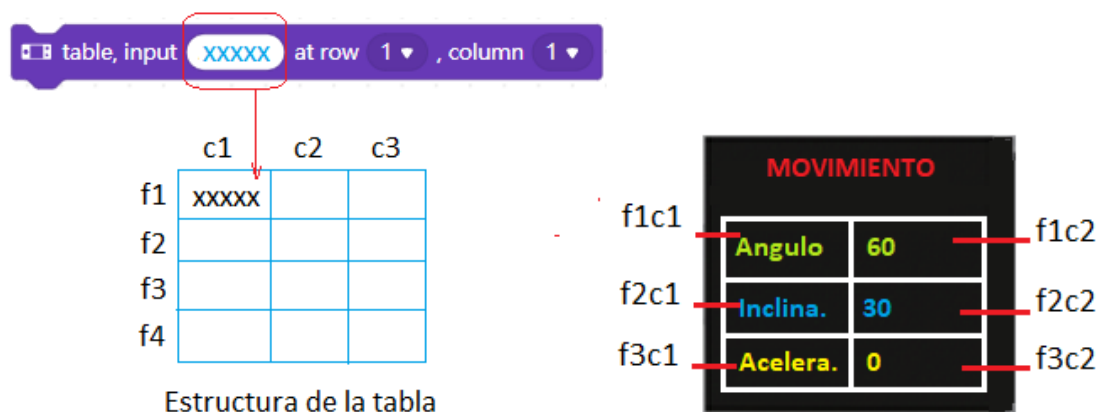 table, input xxxxx at row 1 , column 1
c1 c2 c3
f1 xxxxx
f2
f3
f4
Estructura de la tabla
MOVIMIENTO
f1c1 Angulo 60 f1c2
f2c1 Inclina. 30 f2c2
f3c1 Acelera. 0 f3c2